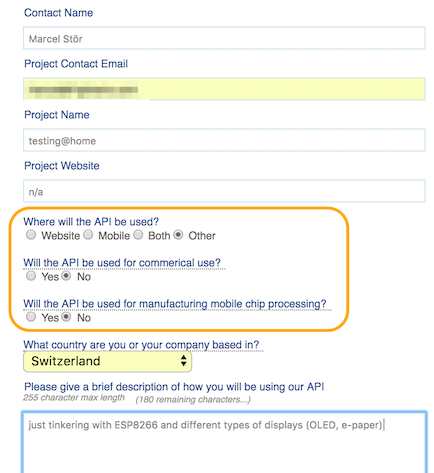 Contact Name
Marcel Stör
Project Contact Email
Project Name
testing@home
Project Website
n/a
Where will the API be used?
Website Mobile Both Other
Will the API be used for commerical use?
Yes No
Will the API be used for manufacturing mobile chip processing?
Yes No
What country are you or your company based in?
Switzerland
Please give a brief description of how you will be using our API
255 character max length (180 remaining characters...)
just tinkering with ESP8266 and different types of displays (OLED, e-paper)